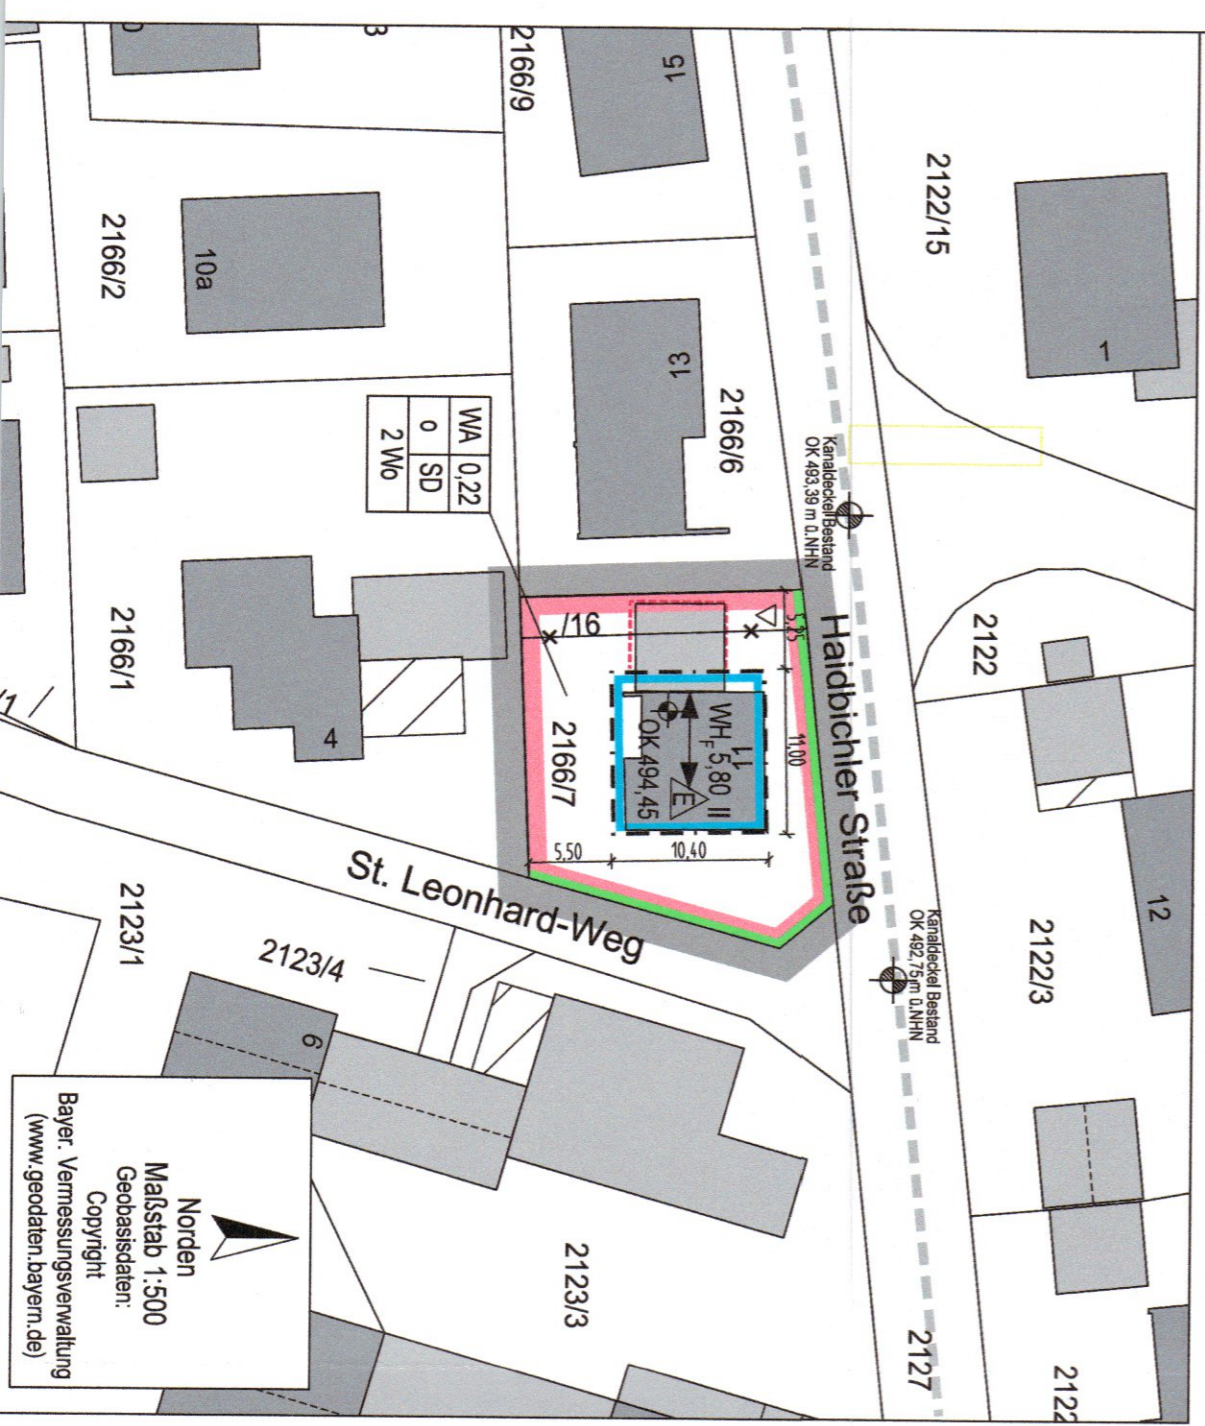 2122/15
1
2122
12
2122/3
2122
2127
Haidbichler Straße
Kanaldeckel Bestand
OK 493,39 m ü.NHN
Kanaldeckel Bestand
OK 492,75 m ü.NHN
15
2166/9
13
2166/6
5,25
11,00
/16
11
WH F 5,80 II
E
OK 494,45
2166/7
5,50
10,40
WA 0,22
o SD
2 Wo
10a
2166/2
2166/1
4
St. Leonhard-Weg
2123/1
2123/4
6
2123/3
Norden
Maßstab 1:500
Geobasisdaten:
Copyright
Bayer. Vermessungsverwaltung
(www.geodaten.bayern.de)